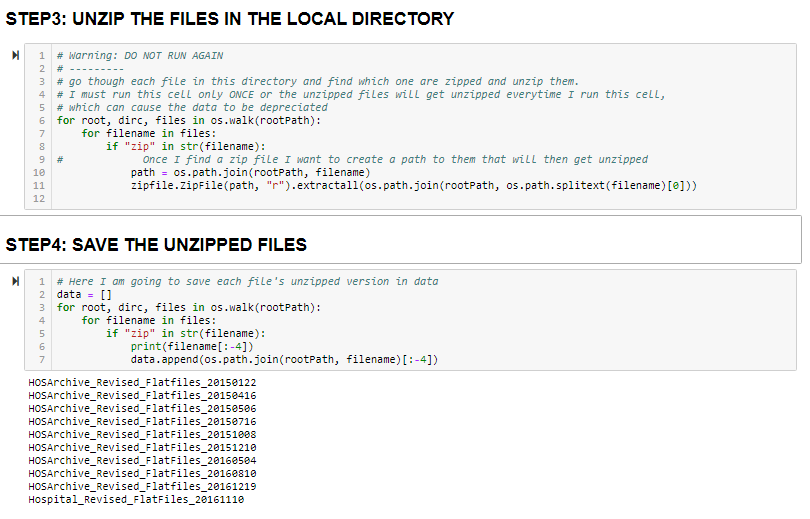 STEP3: UNZIP THE FILES IN THE LOCAL DIRECTORY
1 # Warning: DO NOT RUN AGAIN
2 # ---------
3 # go though each file in this directory and find which one are zipped and unzip them.
4 # I must run this cell only ONCE or the unzipped files will get unzipped everytime I run this cell,
5 # which can cause the data to be depreciated
6 for root, dirc, files in os.walk(rootPath):
7     for filename in files:
8         if "zip" in str(filename):
9 #             Once I find a zip file I want to create a path to them that will then get unzipped
10             path = os.path.join(rootPath, filename)
11             zipfile.ZipFile(path, "r").extractall(os.path.join(rootPath, os.path.splitext(filename)[0]))
12
STEP4: SAVE THE UNZIPPED FILES
1 # Here I am going to save each file's unzipped version in data
2 data = []
3 for root, dirc, files in os.walk(rootPath):
4     for filename in files:
5         if "zip" in str(filename):
6             print(filename[:-4])
7             data.append(os.path.join(rootPath, filename)[:-4])
HOSArchive_Revised_Flatfiles_20150122
HOSArchive_Revised_FlatFiles_20150416
HOSArchive_Revised_FlatFiles_20150506
HOSArchive_Revised_FlatFiles_20150716
HOSArchive_Revised_FlatFiles_20151008
HOSArchive_Revised_FlatFiles_20151210
HOSArchive_Revised_FlatFiles_20160504
HOSArchive_Revised_FlatFiles_20160810
HOSArchive_Revised_FlatFiles_20161219
Hospital_Revised_FlatFiles_20161110